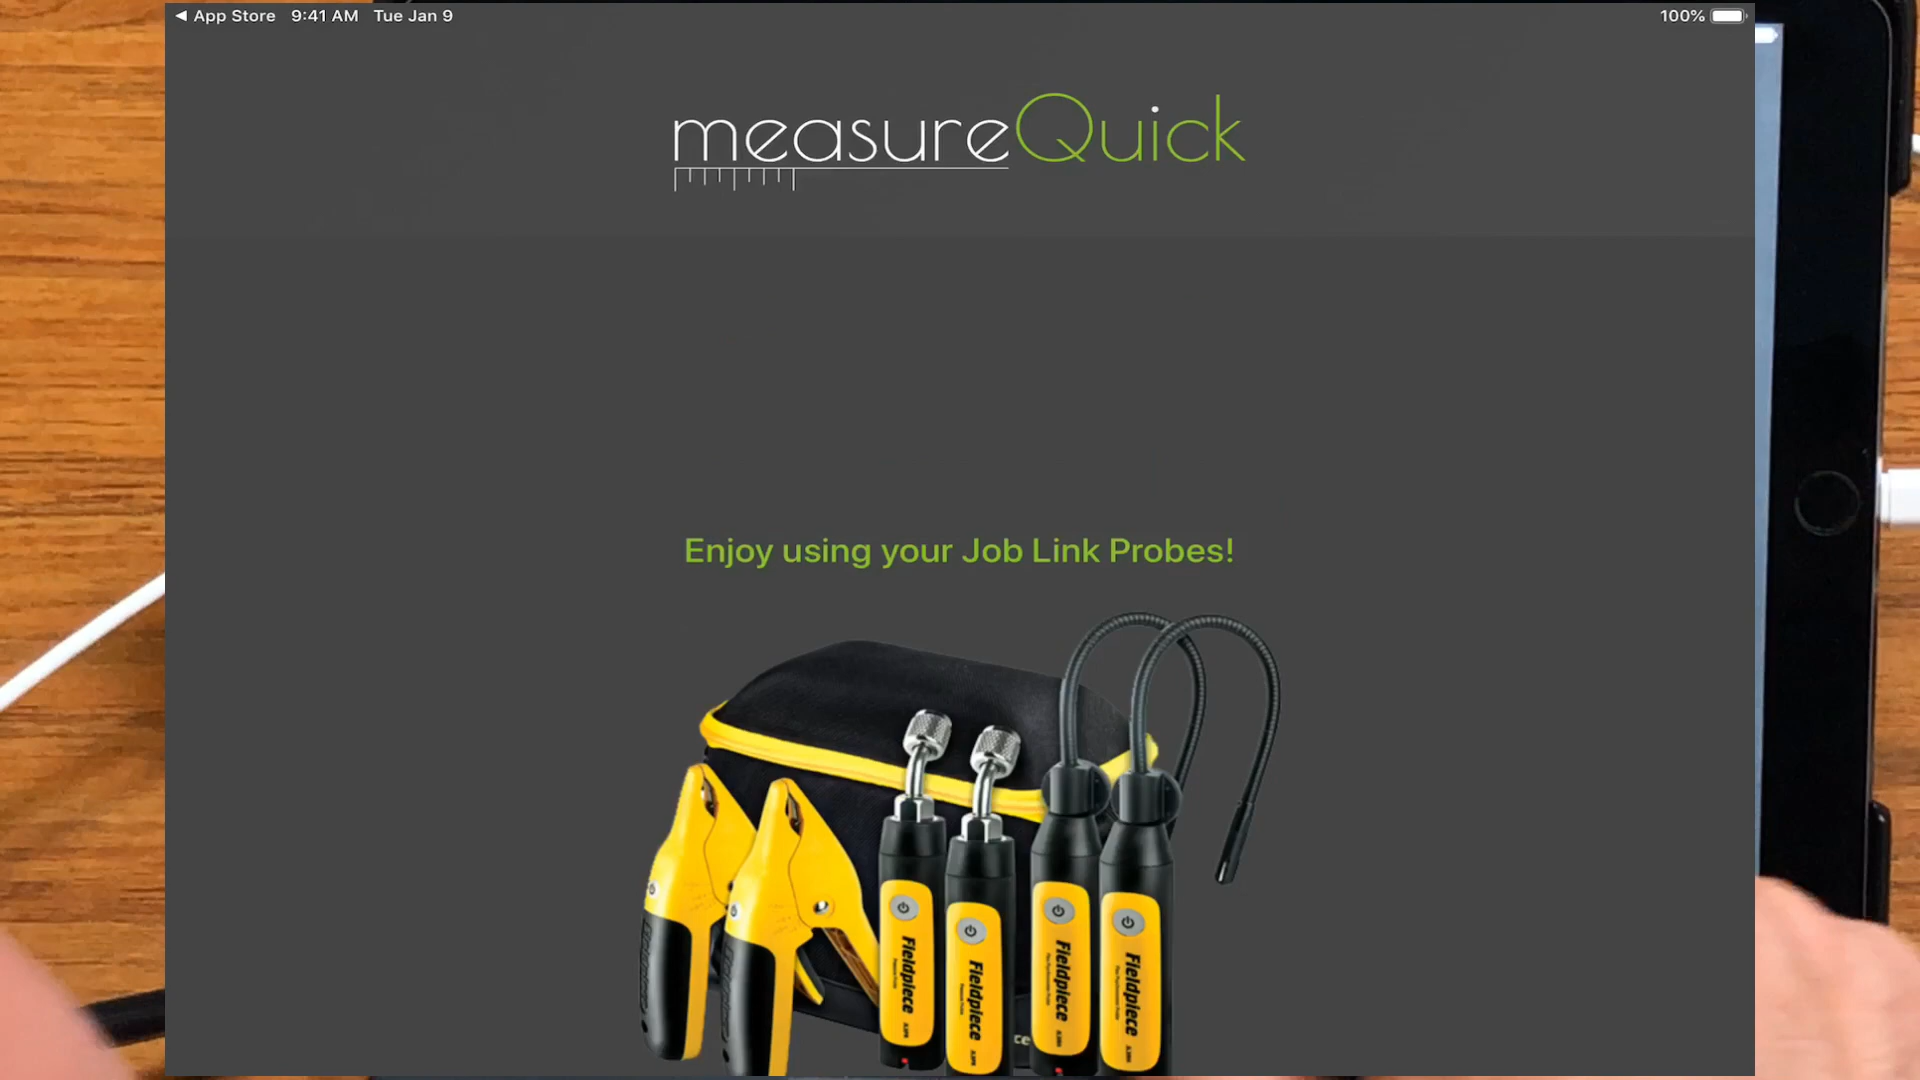 ◀ App Store 9:41 AM Tue Jan 9 100%
measureQuick
Enjoy using your Job Link Probes!
Fieldpiece
Fieldpiece
Fieldpiece
Fieldpiece